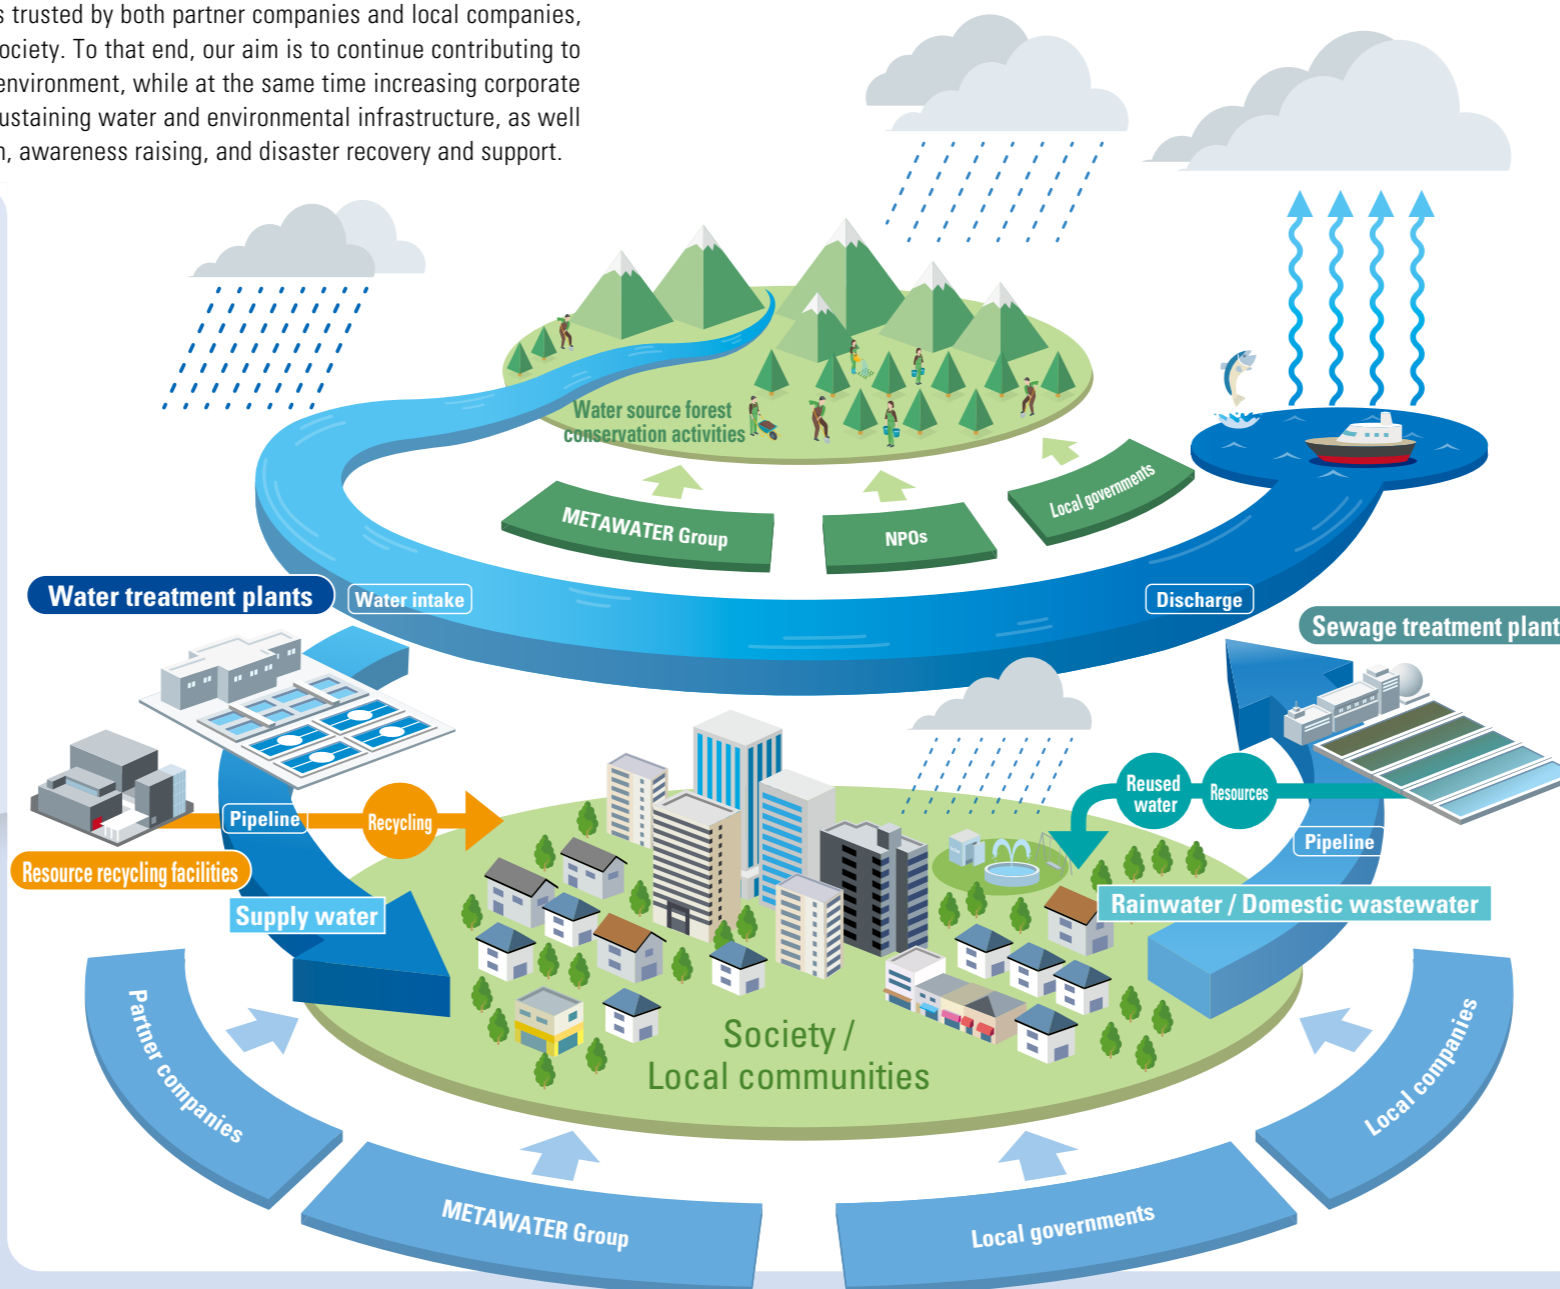 s trusted by both partner companies and local companies,
ociety. To that end, our aim is to continue contributing to
environment, while at the same time increasing corporate
ustaining water and environmental infrastructure, as well
n, awareness raising, and disaster recovery and support.
Water source forest
conservation activities
METAWATER Group
NPOs
Local governments
Water treatment plants
Water intake
Discharge
Sewage treatment plant
Pipeline
Recycling
Reused
water
Resources
Pipeline
Resource recycling facilities
Supply water
Rainwater / Domestic wastewater
Society /
Local communities
Partner companies
METAWATER Group
Local governments
Local companies